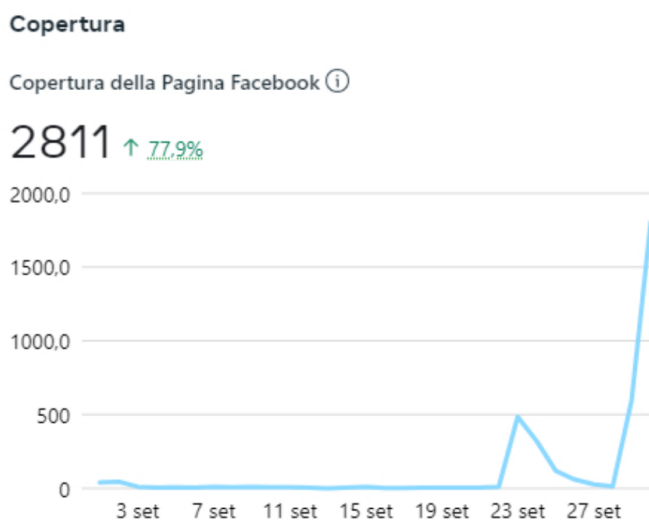 Copertura
Copertura della Pagina Facebook
2811 ↑ 77,9%
2000,0
1500,0
1000,0
500
0
3 set 7 set 11 set 15 set 19 set 23 set 27 set